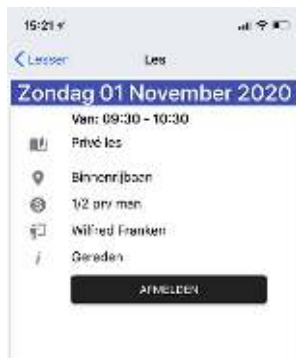 15:21
Lessen
Les
Zondag 01 November 2020
Van: 09:30 - 10:30
Privé les
Binnenrijbaan
1/2 prv man
Wilfred Franken
Gereden
AFMELDEN